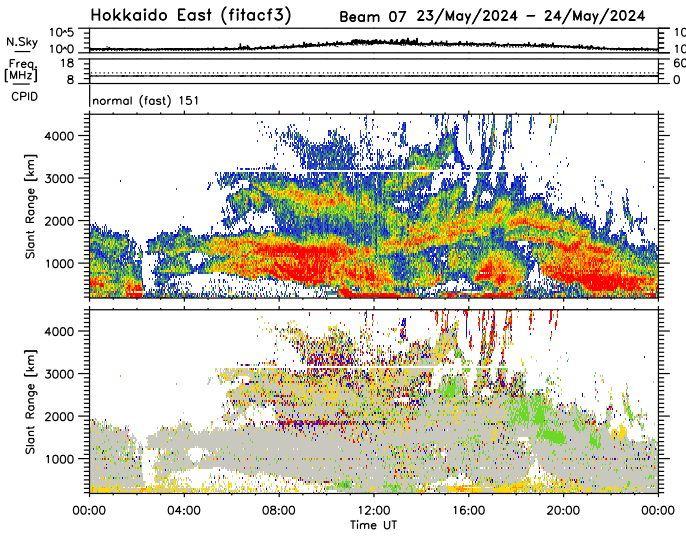 Hokkaido East (fitacf3) Beam 07 23/May/2024 - 24/May/2024
N.Sky 10^5 10^0 10 10
Freq. [MHz] 18 8 60 0
CPID normal (fast) 151
Slant Range [km] 4000 3000 2000 1000
Slant Range [km] 4000 3000 2000 1000
00:00 04:00 08:00 12:00 16:00 20:00 00:00
Time UT